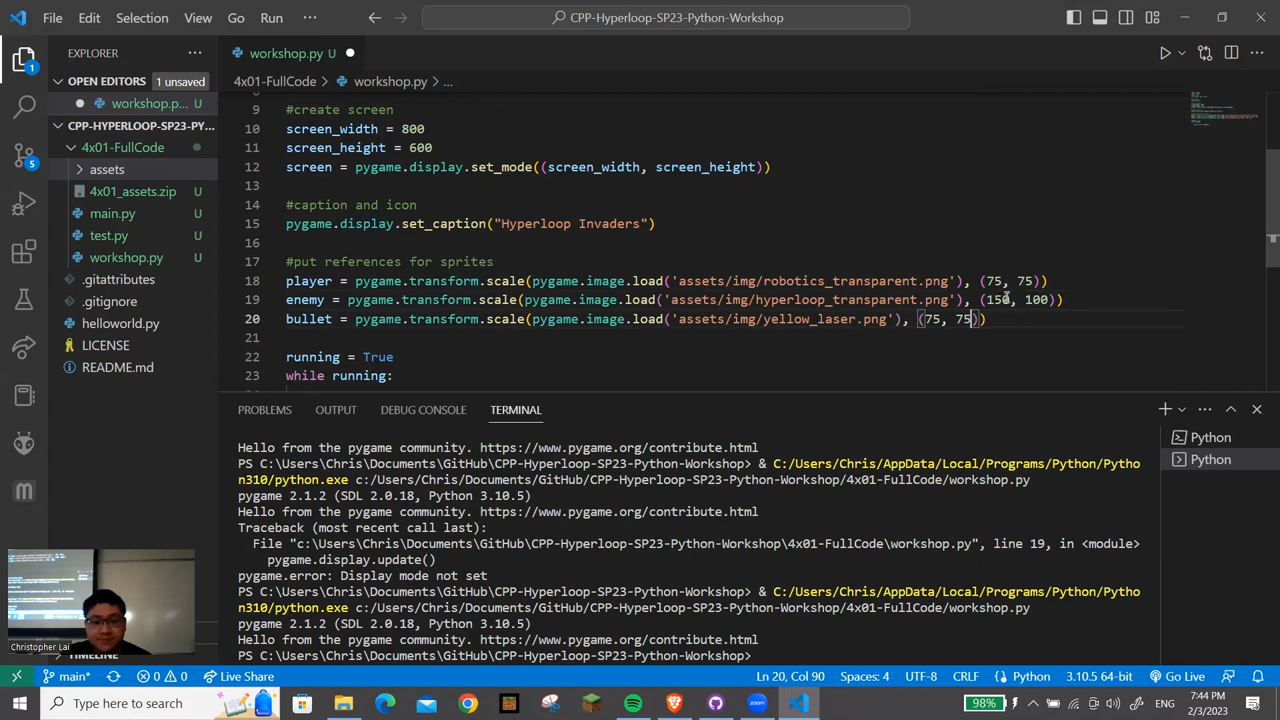 File Edit Selection View Go Run ··· CPP-Hyperloop-SP23-Python-Workshop
EXPLORER ··· workshop.py U
OPEN EDITORS 1 unsaved
4x01-FullCode > workshop.py > ...
workshop.p... U
CPP-HYPERLOOP-SP23-PY...
4x01-FullCode
assets
4x01_assets.zip U
main.py U
test.py U
workshop.py U
.gitattributes
.gitignore
helloworld.py
LICENSE
README.md
TIMELINE
1
5
9 #create screen
10 screen_width = 800
11 screen_height = 600
12 screen = pygame.display.set_mode((screen_width, screen_height))
13
14 #caption and icon
15 pygame.display.set_caption("Hyperloop Invaders")
16
17 #put references for sprites
18 player = pygame.transform.scale(pygame.image.load('assets/img/robotics_transparent.png'), (75, 75))
19 enemy = pygame.transform.scale(pygame.image.load('assets/img/hyperloop_transparent.png'), (150, 100))
20 bullet = pygame.transform.scale(pygame.image.load('assets/img/yellow_laser.png'), (75, 75))
21
22 running = True
23 while running:
PROBLEMS OUTPUT DEBUG CONSOLE TERMINAL
Hello from the pygame community. https://www.pygame.org/contribute.html
PS C:\Users\Chris\Documents\GitHub\CPP-Hyperloop-SP23-Python-Workshop> & C:/Users/Chris/AppData/Local/Programs/Python/Pytho
n310/python.exe c:/Users/Chris/Documents/GitHub/CPP-Hyperloop-SP23-Python-Workshop/4x01-FullCode/workshop.py
pygame 2.1.2 (SDL 2.0.18, Python 3.10.5)
Hello from the pygame community. https://www.pygame.org/contribute.html
Traceback (most recent call last):
File "c:\Users\Chris\Documents\GitHub\CPP-Hyperloop-SP23-Python-Workshop\4x01-FullCode\workshop.py", line 19, in <module>
pygame.display.update()
pygame.error: Display mode not set
PS C:\Users\Chris\Documents\GitHub\CPP-Hyperloop-SP23-Python-Workshop> & C:/Users/Chris/AppData/Local/Programs/Python/Pytho
n310/python.exe c:/Users/Chris/Documents/GitHub/CPP-Hyperloop-SP23-Python-Workshop/4x01-FullCode/workshop.py
pygame 2.1.2 (SDL 2.0.18, Python 3.10.5)
Hello from the pygame community. https://www.pygame.org/contribute.html
PS C:\Users\Chris\Documents\GitHub\CPP-Hyperloop-SP23-Python-Workshop>
Python
Python
Christopher Lai
main* 0 0 Live Share Ln 20, Col 90 Spaces: 4 UTF-8 CRLF Python 3.10.5 64-bit Go Live
Type here to search 98% ENG 7:44 PM
2/3/2023